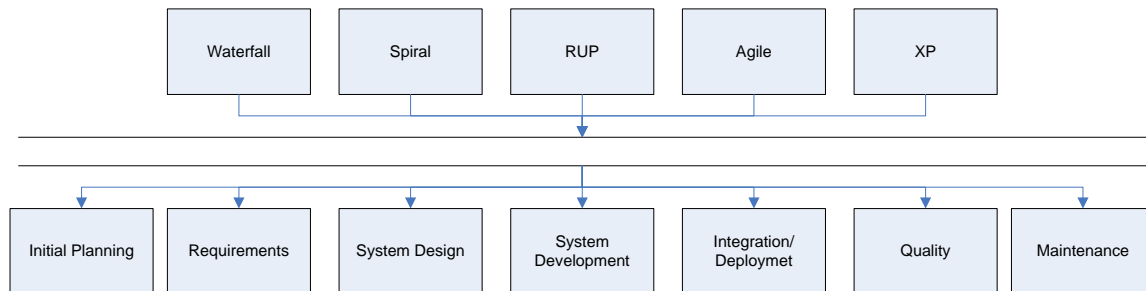 Waterfall
Spiral
RUP
Agile
XP
Initial Planning
Requirements
System Design
System
Development
Integration/
Deploymet
Quality
Maintenance